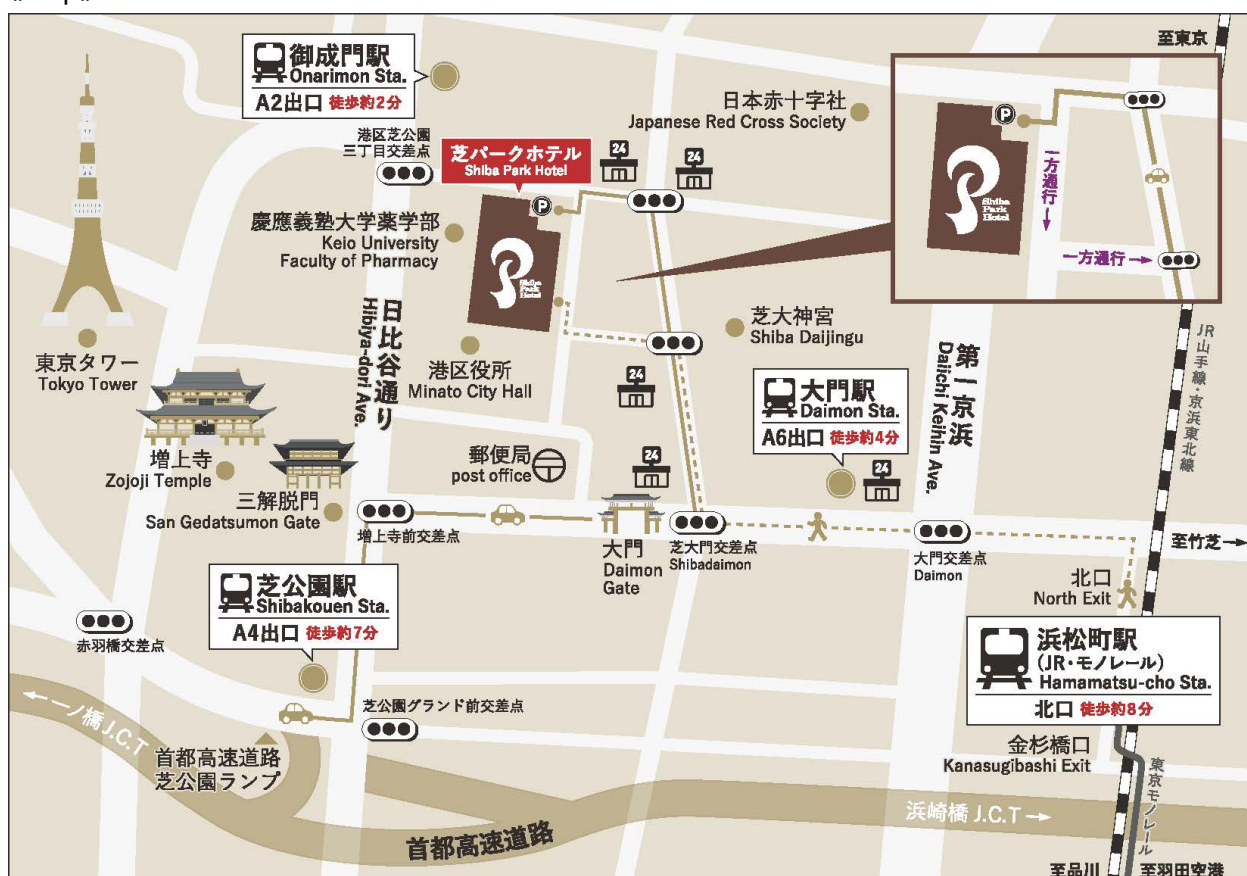 至東京
御成門駅
Onarimon Sta.
A2出口 徒歩約2分
日本赤十字社
Japanese Red Cross Society
港区芝公園
三丁目交差点
芝パークホテル
Shiba Park Hotel
24
24
P
P
Shiba
Park
Hotel
一方通行
一方通行
慶應義塾大学薬学部
Keio University
Faculty of Pharmacy
Shiba
Park
Hotel
日比谷通り
Hibiya-dori Ave.
芝大神宮
Shiba Daijingu
第一京浜
Daiichi Keihin Ave.
JR山手線・京浜東北線
東京タワー
Tokyo Tower
港区役所
Minato City Hall
24
大門駅
Daimon Sta.
A6出口 徒歩約4分
24
増上寺
Zojoji Temple
郵便局
post office
24
三解脱門
San Gedatsumon Gate
増上寺前交差点
大門
Daimon
Gate
芝大門交差点
Shibadaimon
大門交差点
Daimon
至竹芝
北口
North Exit
芝公園駅
Shibakouen Sta.
A4出口 徒歩約7分
赤羽橋交差点
浜松町駅
(JR・モノレール)
Hamamatsu-cho Sta.
北口 徒歩約8分
一ノ橋J.C.T
芝公園グランド前交差点
首都高速道路
芝公園ランプ
金杉橋口
Kanasugibashi Exit
東京モノレール
浜崎橋J.C.T
首都高速道路
至品川
至羽田空港